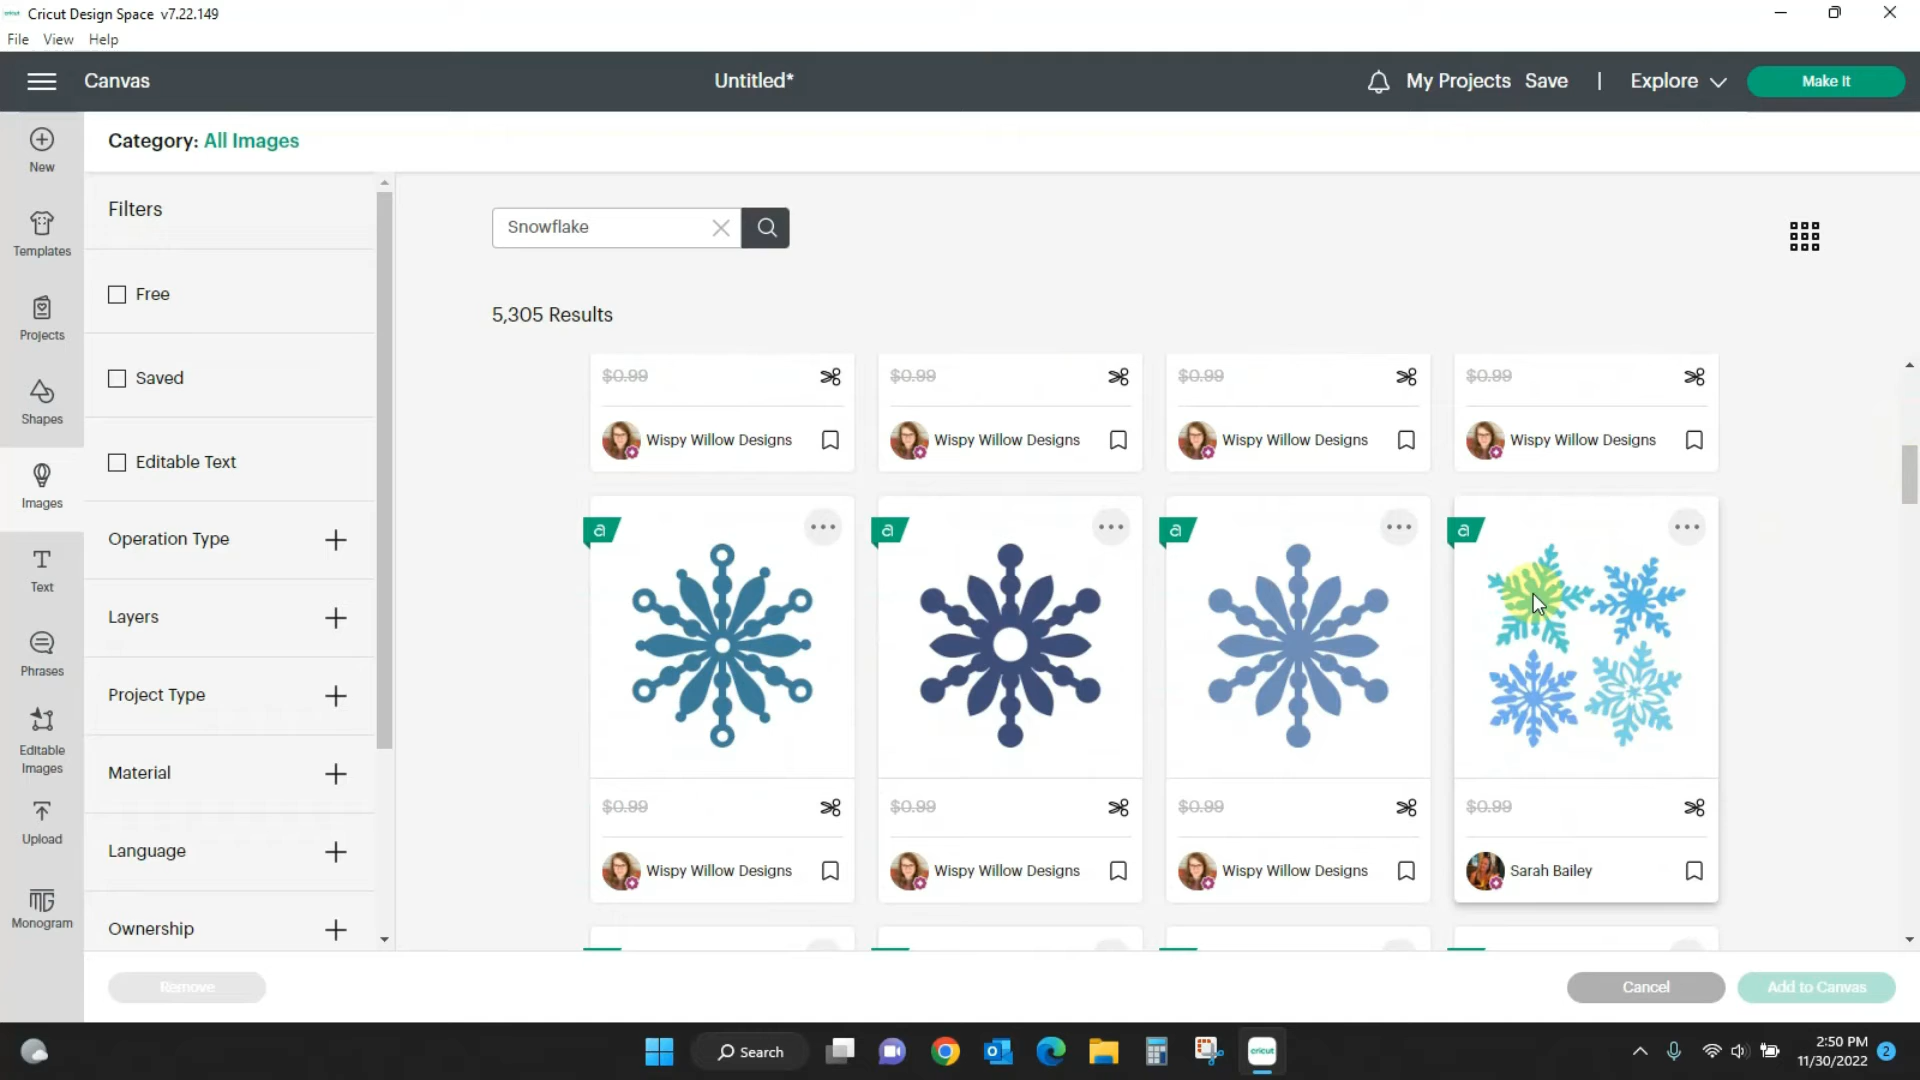 Cricut Design Space v7.22.149
File View Help
Canvas
Untitled*
My Projects Save | Explore
Make It
New
Templates
Projects
Shapes
Images
Text
Phrases
Editable
Images
Upload
Monogram
Category: All Images
Filters
Free
Saved
Editable Text
Operation Type
Layers
Project Type
Material
Language
Ownership
Snowflake
5,305 Results
$0.99 $0.99 $0.99 $0.99
Wispy Willow Designs Wispy Willow Designs Wispy Willow Designs Wispy Willow Designs
a a a a
$0.99 $0.99 $0.99 $0.99
Wispy Willow Designs Wispy Willow Designs Wispy Willow Designs Sarah Bailey
Remove
Cancel
Add to Canvas
Search
cricut
2:50 PM
11/30/2022
2